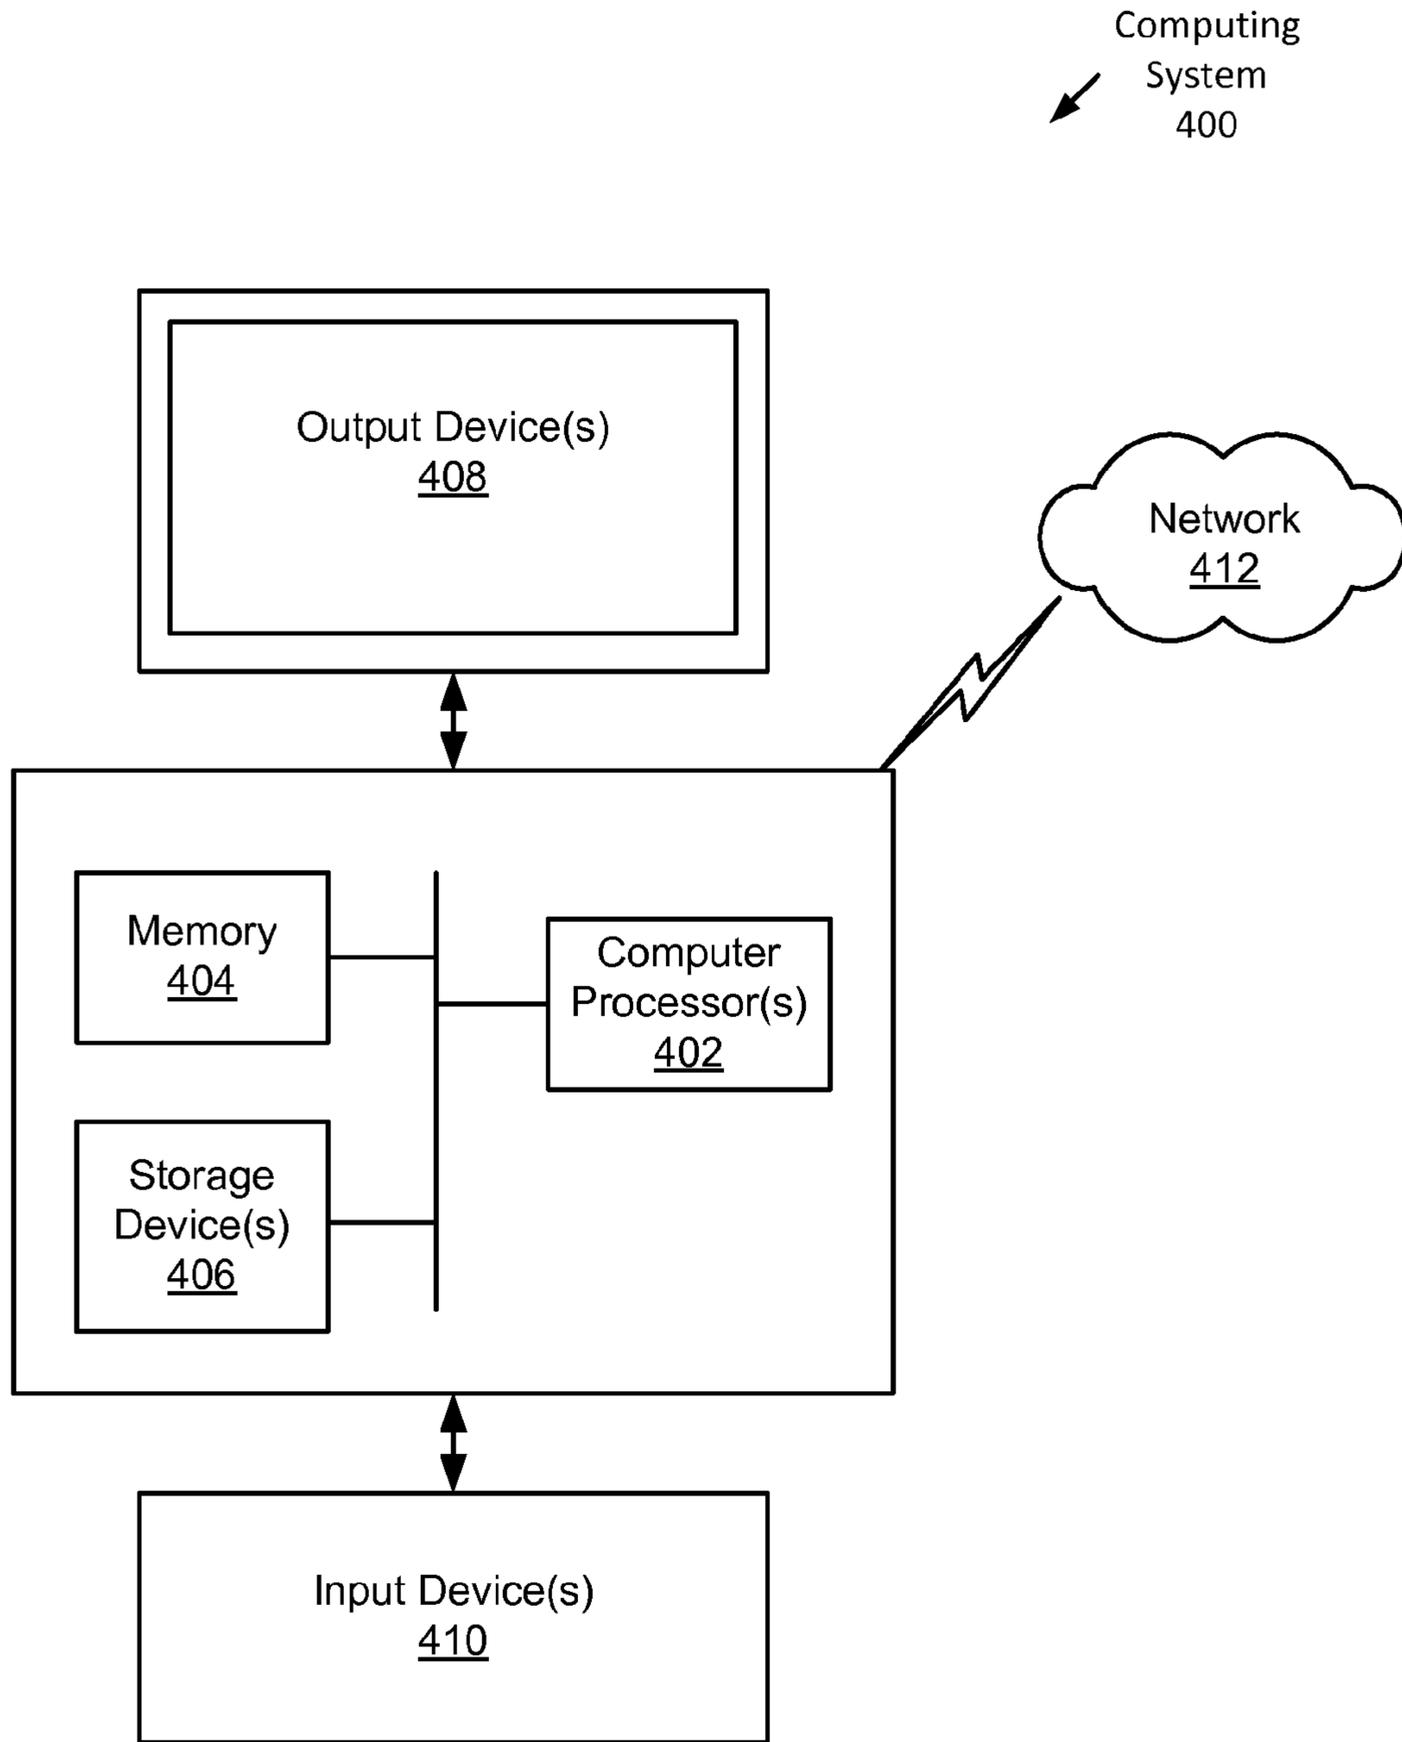 Computing
System
400
Output Device(s)
408
Network
412
Memory
404
Computer
Processor(s)
402
Storage
Device(s)
406
Input Device(s)
410